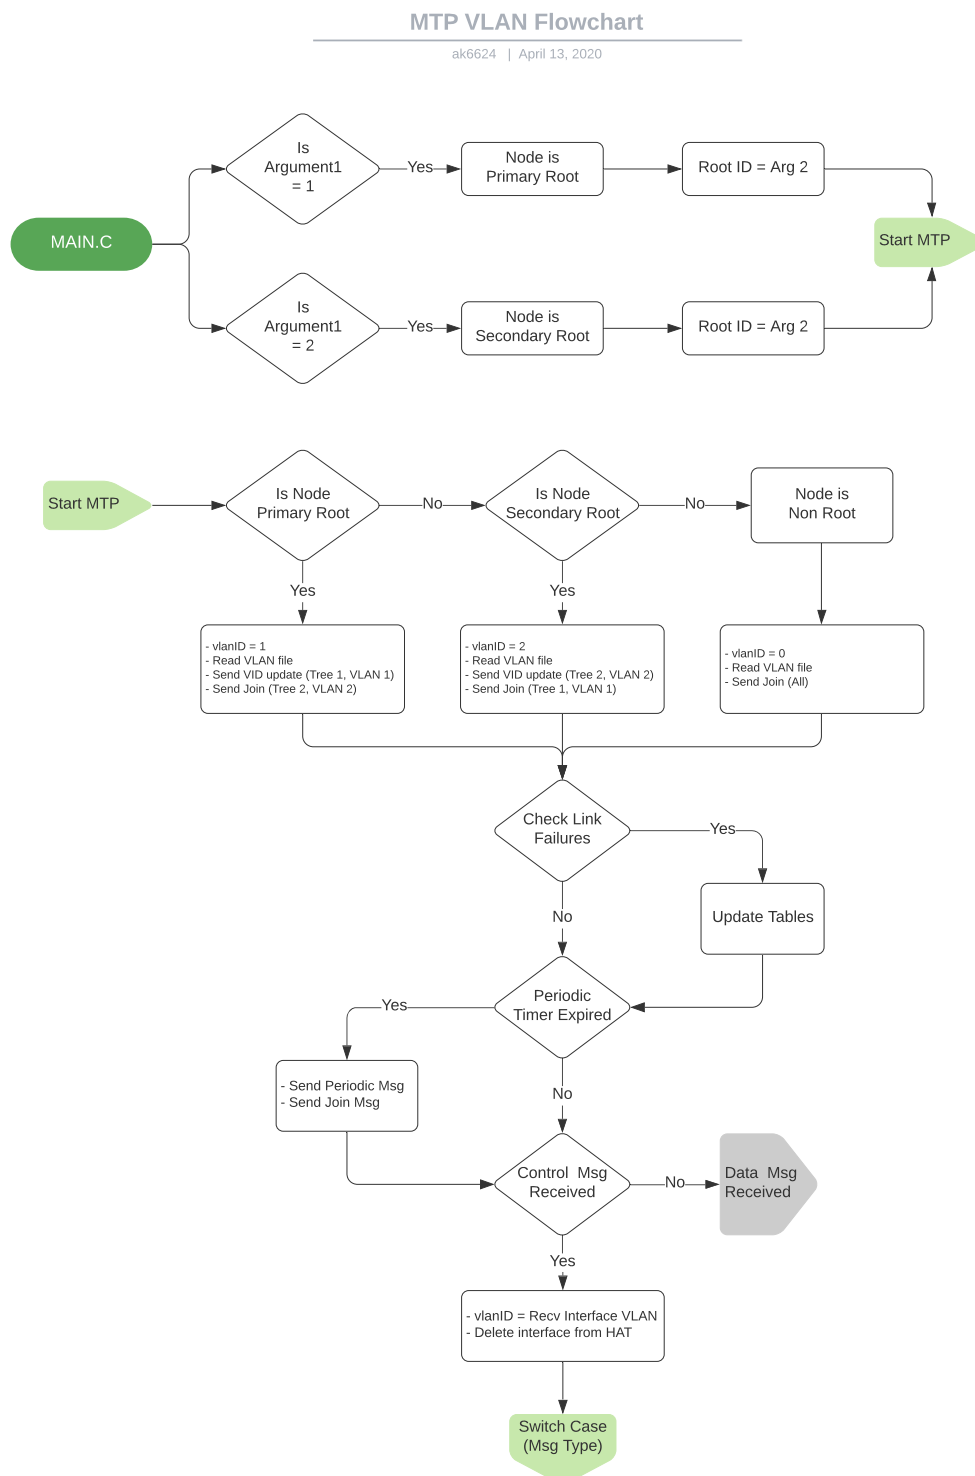 MTP VLAN Flowchart
ak6624 | April 13, 2020
Is
Argument1
= 1
Yes
Node is
Primary Root
Root ID = Arg 2
MAIN.C
Start MTP
Is
Argument1
= 2
Yes
Node is
Secondary Root
Root ID = Arg 2
Start MTP
Is Node
Primary Root
No
Is Node
Secondary Root
No
Node is
Non Root
Yes
Yes
- vlanID = 1
- Read VLAN file
- Send VID update (Tree 1, VLAN 1)
- Send Join (Tree 2, VLAN 2)
- vlanID = 2
- Read VLAN file
- Send VID update (Tree 2, VLAN 2)
- Send Join (Tree 1, VLAN 1)
- vlanID = 0
- Read VLAN file
- Send Join (All)
Check Link
Failures
Yes
No
Update Tables
Periodic
Timer Expired
Yes
- Send Periodic Msg
- Send Join Msg
No
Control Msg
Received
No
Data Msg
Received
Yes
- vlanID = Recv Interface VLAN
- Delete interface from HAT
Switch Case
(Msg Type)